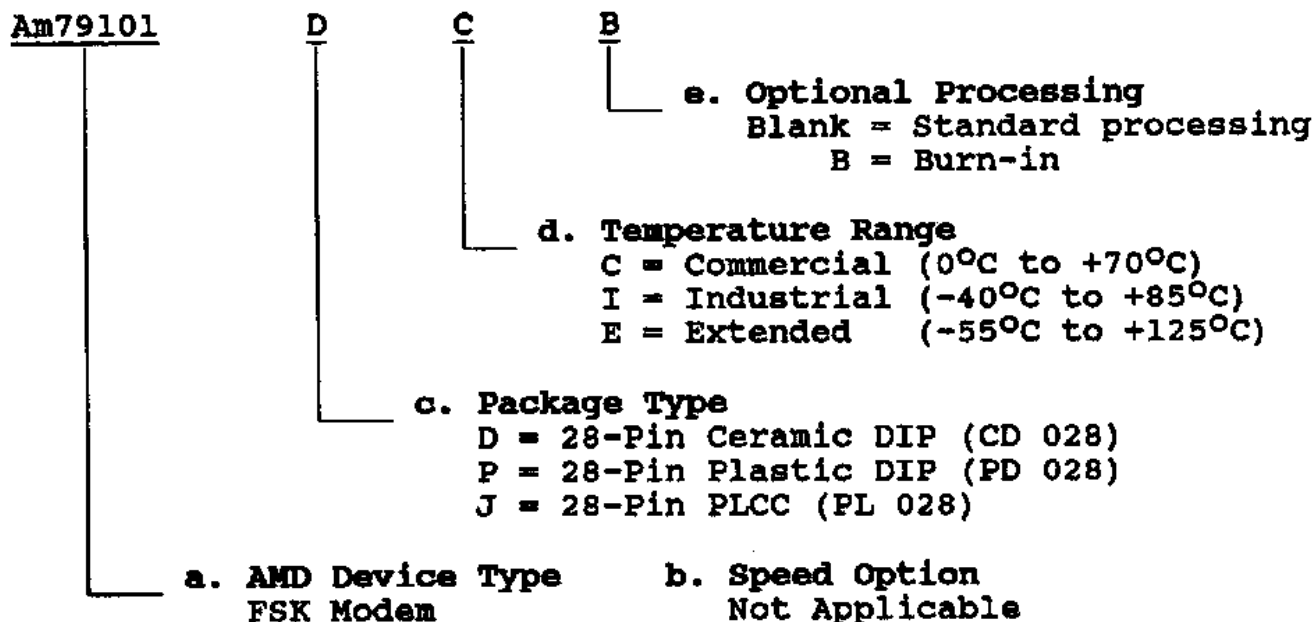 Am79101 D C B
e. Optional Processing
Blank = Standard processing
B = Burn-in
d. Temperature Range
C = Commercial (0°C to +70°C)
I = Industrial (-40°C to +85°C)
E = Extended (-55°C to +125°C)
c. Package Type
D = 28-Pin Ceramic DIP (CD 028)
P = 28-Pin Plastic DIP (PD 028)
J = 28-Pin PLCC (PL 028)
a. AMD Device Type b. Speed Option
FSK Modem Not Applicable